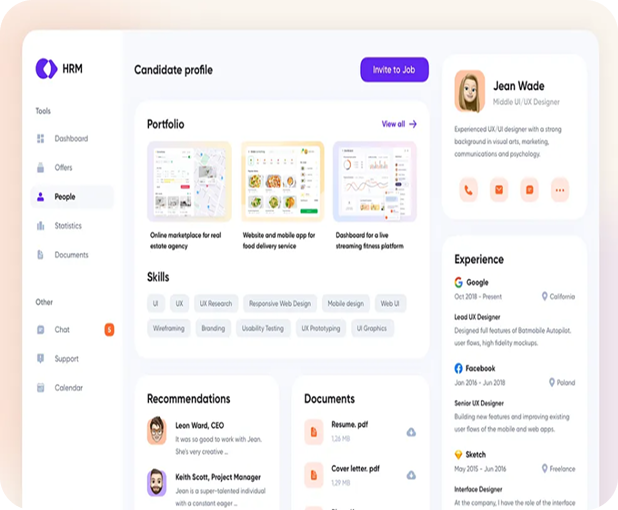 HRM
Tools
Dashboard
Offers
People
Statistics
Documents
Other
Chat
5
Support
Calendar
Candidate profile
Invite to Job
Portfolio
View all
Online marketplace for real
estate agency
Website and mobile app for
food delivery service
Dashboard for a live
streaming fitness platform
Skills
UI
UX
UX Research
Responsive Web Design
Mobile design
Web UI
Wireframing
Branding
Usability Testing
UX Prototyping
UI Graphics
Recommendations
Leon Ward, CEO
It was so good to work with Jean.
She's very creative ...
Keith Scott, Project Manager
Jean is a super-talented individual
with a constant eager ...
Documents
Resume. pdf
1,26 MB
Cover letter. pdf
1,29 MB
Jean Wade
Middle UI/UX Designer
Experienced UX/UI designer with a strong
background in visual arts, marketing,
communications and psychology.
Experience
Google
Oct 2018 - Present
California
Lead UX Designer
Designed full features of Batmobile Autopilot.
user flows, high fidelity mockups.
Facebook
Jan 2016 - Jun 2018
Poland
Senior UX Designer
Building new features and improving existing
user flows of the mobile and web apps.
Sketch
May 2015 - Jun 2016
Freelance
Interface Designer
At the company, I have the role of the interface